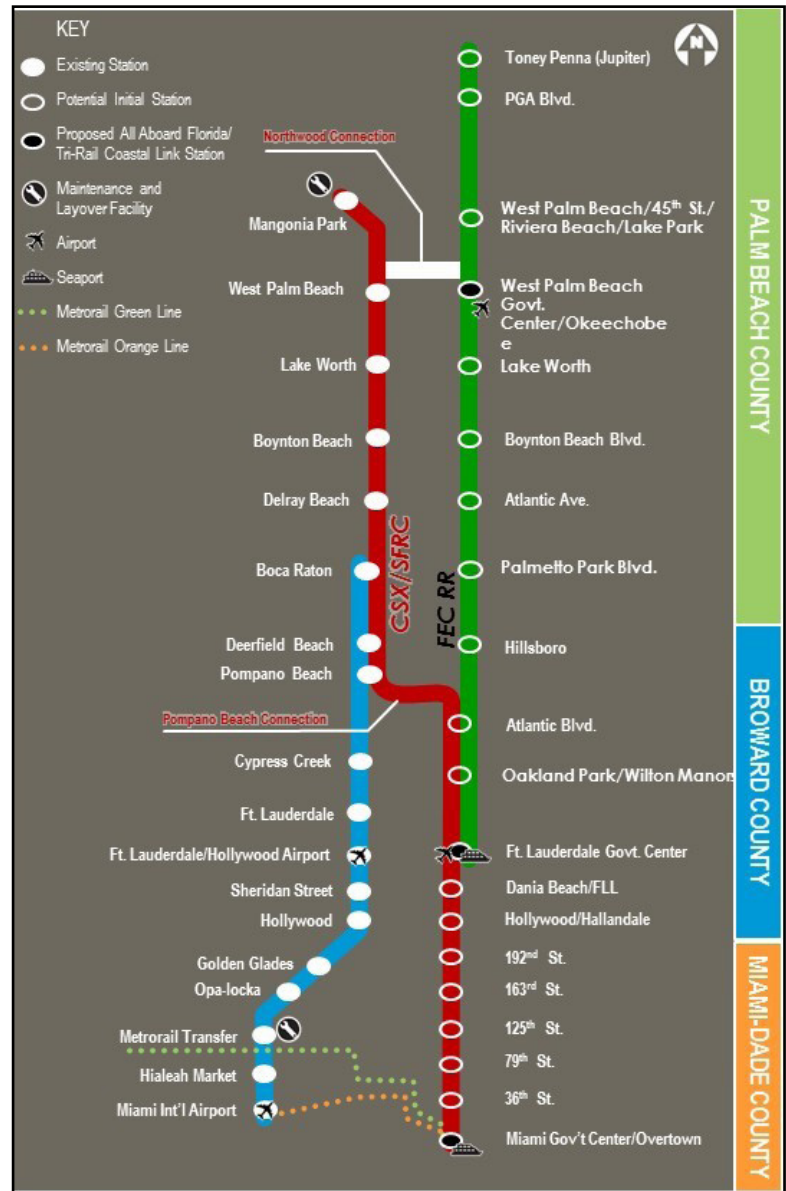 KEY
Existing Station
Potential Initial Station
Proposed All Aboard Florida/
Tri-Rail Coastal Link Station
Maintenance and
Layover Facility
Airport
Seaport
Metrorail Green Line
Metrorail Orange Line
N
Northwood Connection
Mangonia Park
West Palm Beach
Lake Worth
Boynton Beach
Delray Beach
Boca Raton
Deerfield Beach
Pompano Beach
Pompano Beach Connection
Cypress Creek
Ft. Lauderdale
Ft. Lauderdale/Hollywood Airport
Sheridan Street
Hollywood
Golden Glades
Opa-locka
Metrorail Transfer
Hialeah Market
Miami Int'l Airport
CSX/SFRC
FEC RR
Toney Penna (Jupiter)
PGA Blvd.
West Palm Beach/45th St./
Riviera Beach/Lake Park
West Palm Beach
Govt.
Center/Okeechobe
e
Lake Worth
Boynton Beach Blvd.
Atlantic Ave.
Palmetto Park Blvd.
Hillsboro
Atlantic Blvd.
Oakland Park/Wilton Manors
Ft. Lauderdale Govt. Center
Dania Beach/FLL
Hollywood/Hallandale
192nd St.
163rd St.
125th St.
79th St.
36th St.
Miami Gov't Center/Overtown
PALM BEACH COUNTY
BROWARD COUNTY
MIAMI-DADE COUNTY